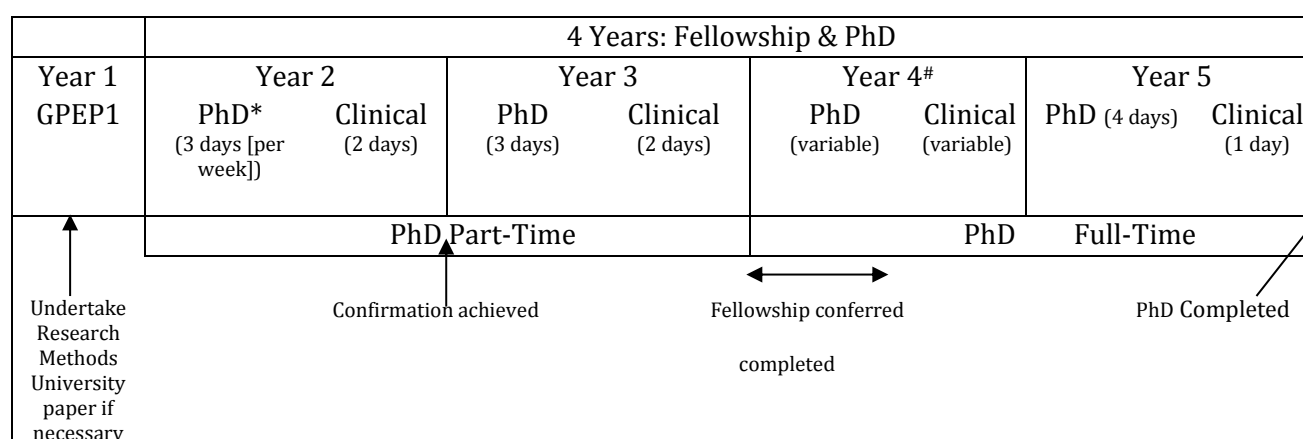 4 Years: Fellowship & PhD
Year 1 Year 2 Year 3 Year 4# Year 5
GPEP1 PhD* Clinical PhD Clinical PhD Clinical PhD (4 days) Clinical
(3 days [per week]) (2 days) (3 days) (2 days) (variable) (variable) (1 day)
PhD Part-Time PhD Full-Time
Undertake
Research
Methods
University
paper if
necessary
Confirmation achieved
Fellowship conferred
completed
PhD Completed